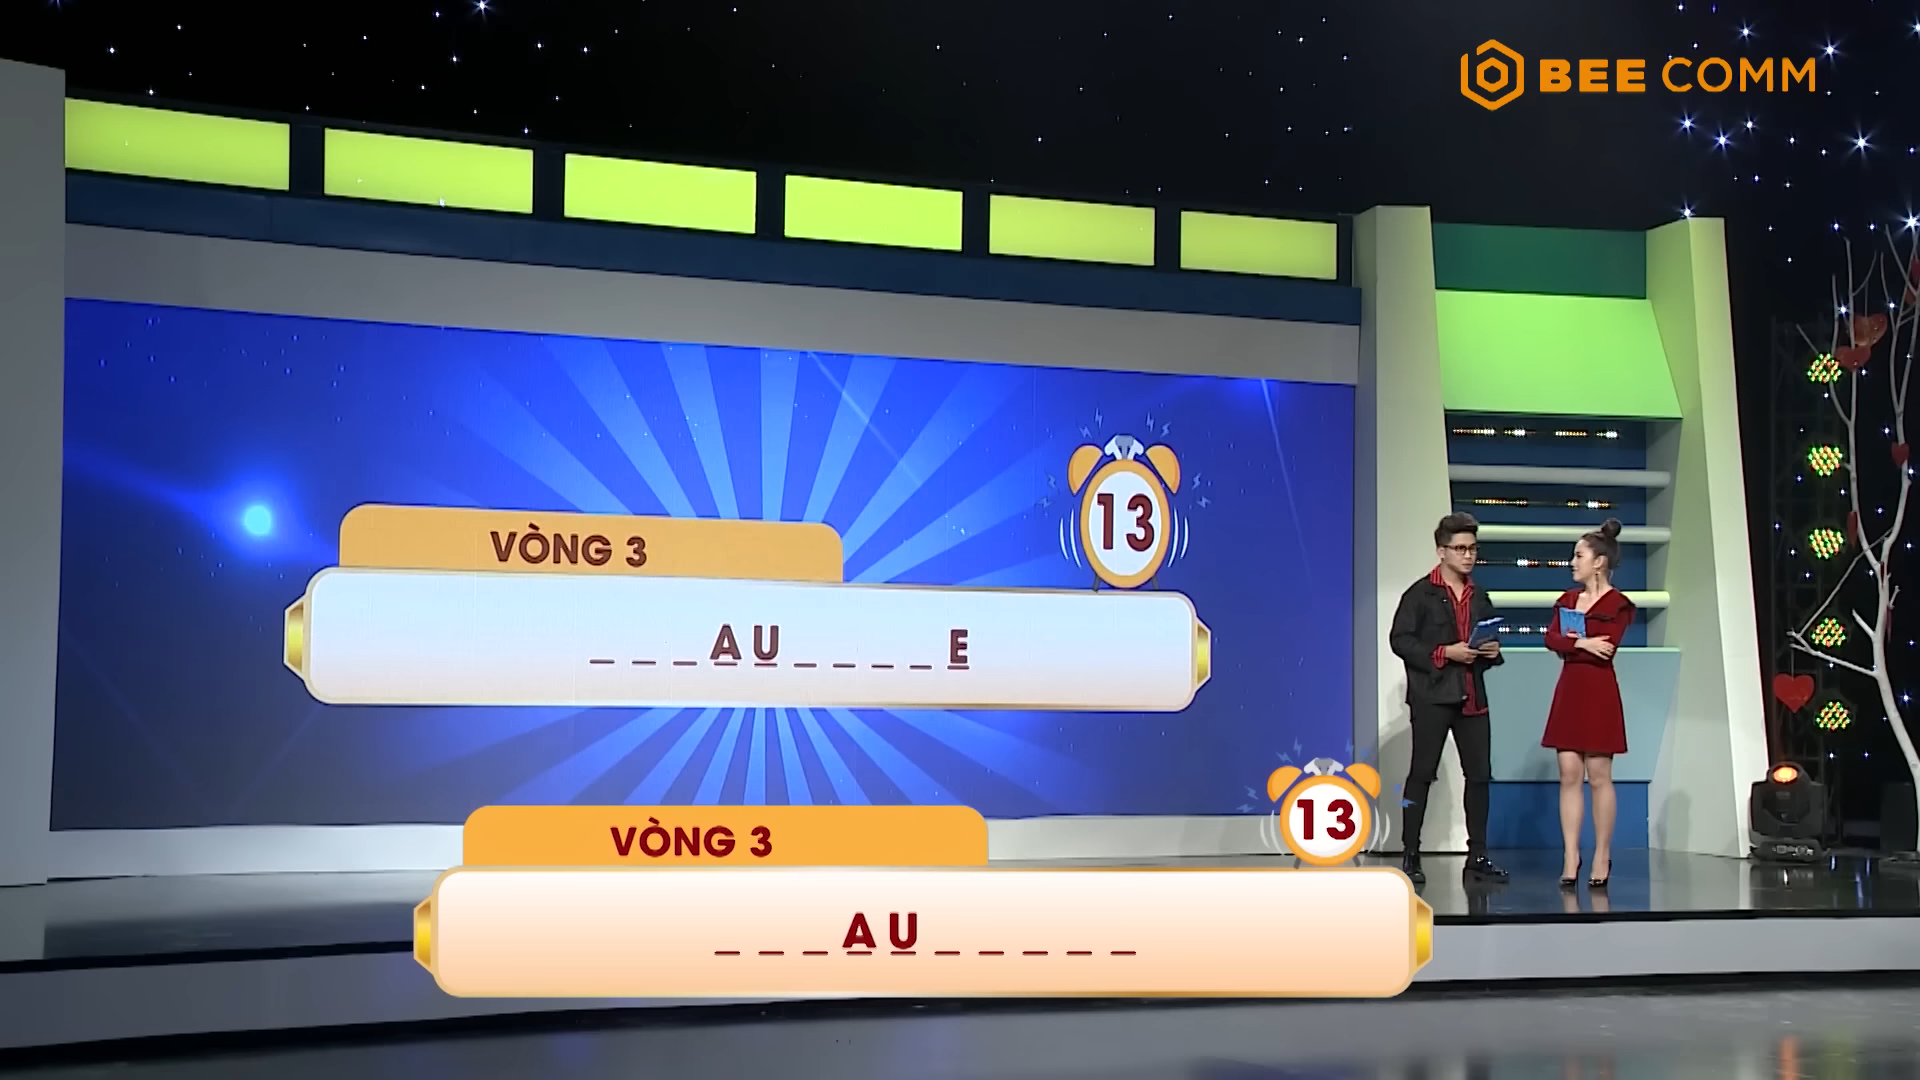 BEE COMM
13
VÒNG 3
_ _ _ A U _ _ _ _ E
13
VÒNG 3
_ _ _ A U _ _ _ _ _